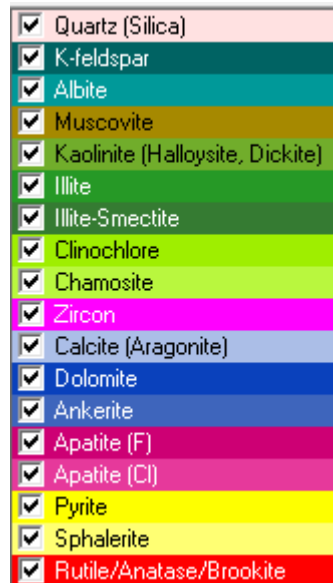 Quartz (Silica)
K-feldspar
Albite
Muscovite
Kaolinite (Halloysite, Dickite)
Illite
Illite-Smectite
Clinochlore
Chamosite
Zircon
Calcite (Aragonite)
Dolomite
Ankerite
Apatite (F)
Apatite (Cl)
Pyrite
Sphalerite
Rutile/Anatase/Brookite